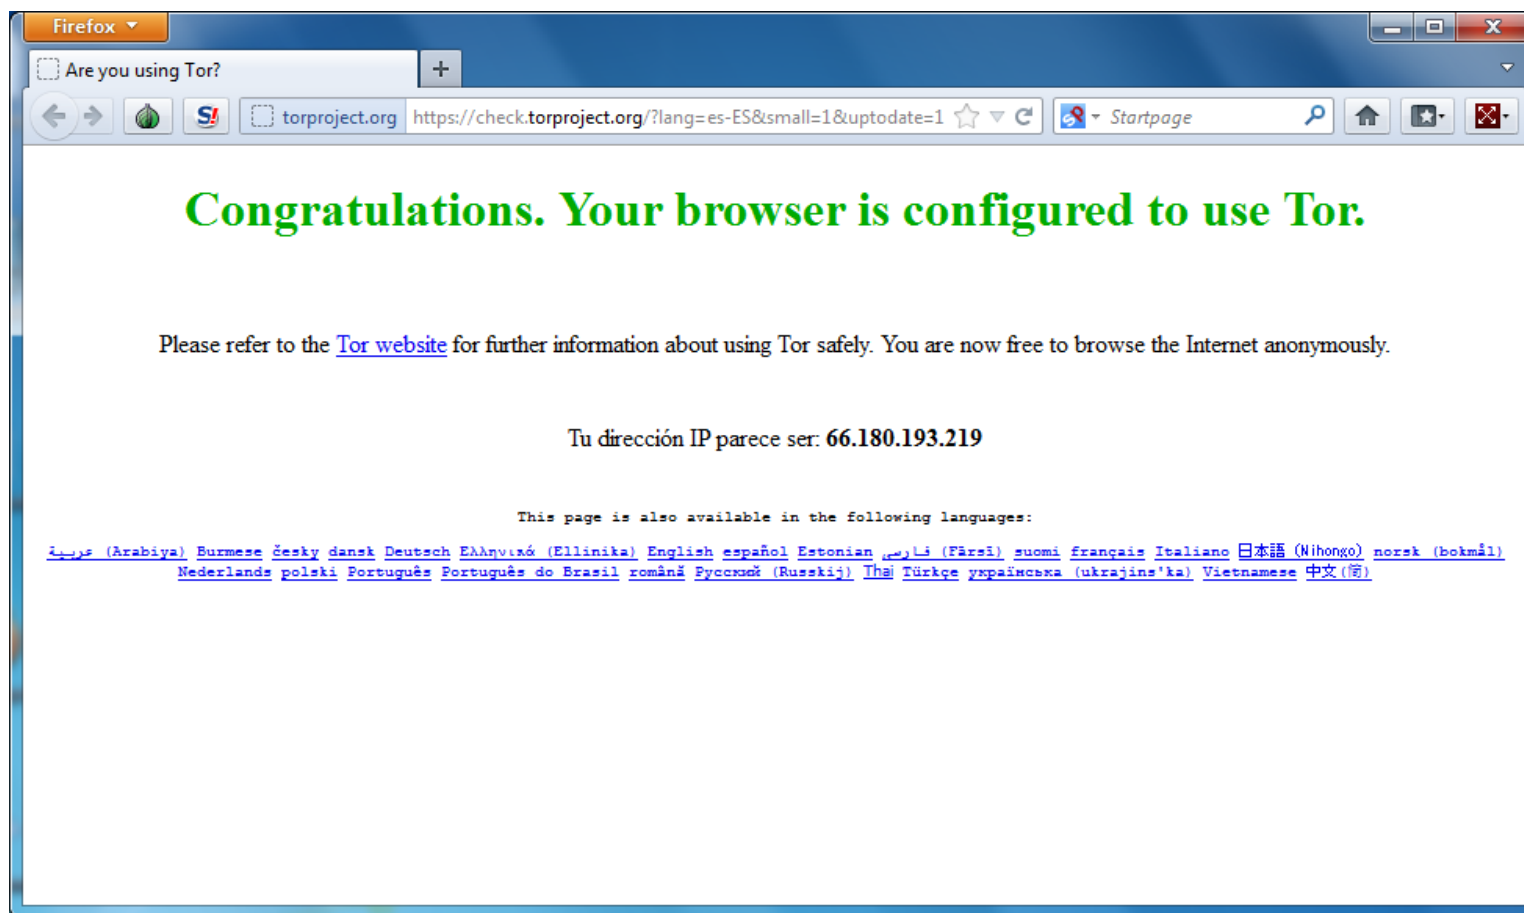 Firefox
Are you using Tor?
torproject.org https://check.torproject.org/?lang=es-ES&small=1&uptodate=1 Startpage
Congratulations. Your browser is configured to use Tor.
Please refer to the Tor website for further information about using Tor safely. You are now free to browse the Internet anonymously.
Tu dirección IP parece ser: 66.180.193.219
This page is also available in the following languages:
عربية (Arabiya) Burmese česky dansk Deutsch Ελληνικά (Ellinika) English español Estonian فارسی (Fārsī) suomi français Italiano 日本語 (Nihongo) norsk (bokmål)
Nederlands polski Português Português do Brasil română Русский (Russkij) Thai Türkçe українська (ukrajins'ka) Vietnamese 中文(简)